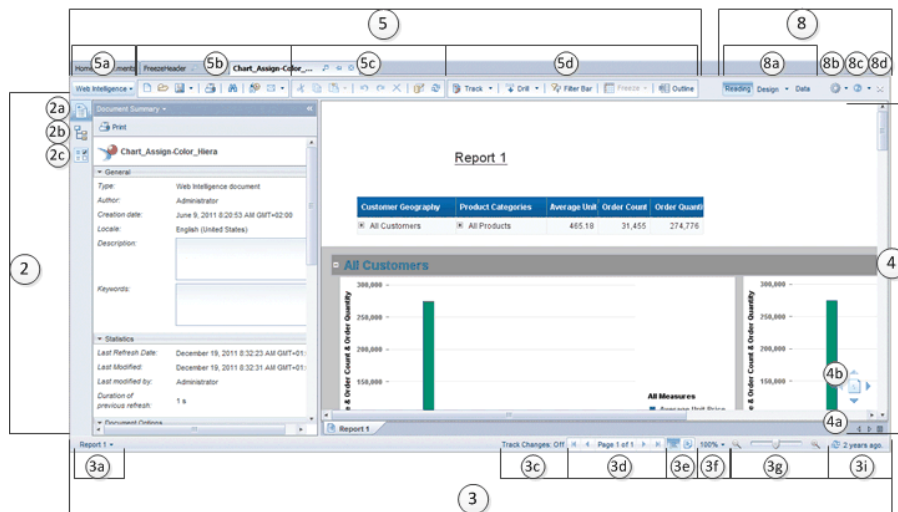 5
8
5a
5b
5c
5d
8a
8b
8c
8d
FreezeHeader
Chart_Assign-Color_...
Web Intelligence
Track
Drill
Filter Bar
Freeze
Outline
Reading
Design
Data
2
2a
2b
2c
Document Summary
Print
Chart_Assign-Color_Hiera
General
Type: Web Intelligence document
Author: Administrator
Creation date: June 9, 2011 8:20:53 AM GMT+02:00
Locale: English (United States)
Description:
Keywords:
Statistics
Last Refresh Date: December 19, 2011 8:32:23 AM GMT+01:
Last Modified: December 19, 2011 8:32:31 AM GMT+01:
Last modified by: Administrator
Duration of previous refresh: 1 s
Document Options
Report 1
Customer Geography Product Categories Average Unit Order Count Order Quantit
All Customers All Products 465.18 31,455 274,776
All Customers
4
300,000
250,000
200,000
150,000
e & Order Count & Order Quantity
All Measures
Average Unit Price
300,000
250,000
200,000
150,000
e & Order Count & Order Quantity
4b
4a
Report 1
Report 1
Track Changes: Off
Page 1 of 1
100%
2 years ago.
3a
3c
3d
3e
3f
3g
3i
3